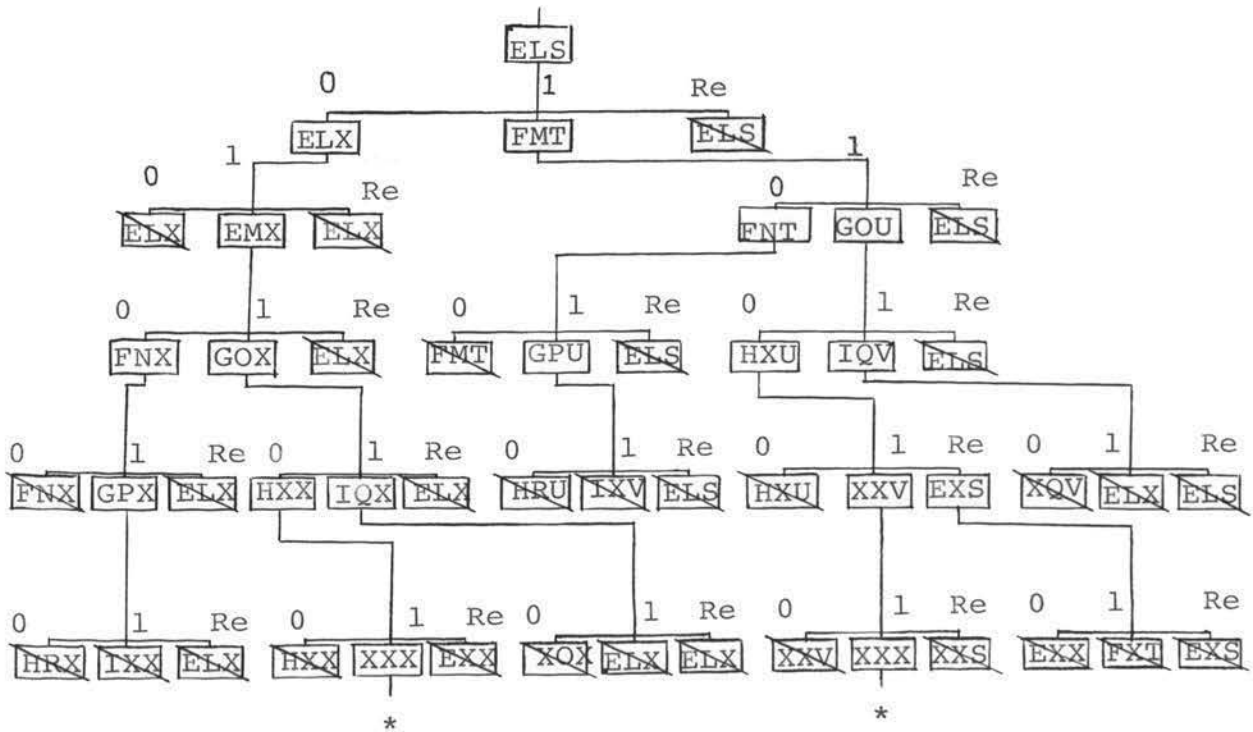 ELS
0 1 Re
ELX FMT ELS
1 1
0 Re 0 Re
ELX EMX ELX FNT GOU ELS
0 1 Re 0 1 Re 0 1 Re
FNX GOX ELX FMT GPU ELS HXU IQV ELS
0 1 Re 0 1 Re 0 1 Re 0 1 Re 0 1 Re
FNX GPX ELX HXX IQX ELX HRU IXV ELS HXU XXV EXS XQV ELX ELS
0 1 Re 0 1 Re 0 1 Re 0 1 Re 0 1 Re
HRX IXX ELX HXX XXX EXX XQX ELX ELX XXV XXX XXS EXX FXT EXS
* *